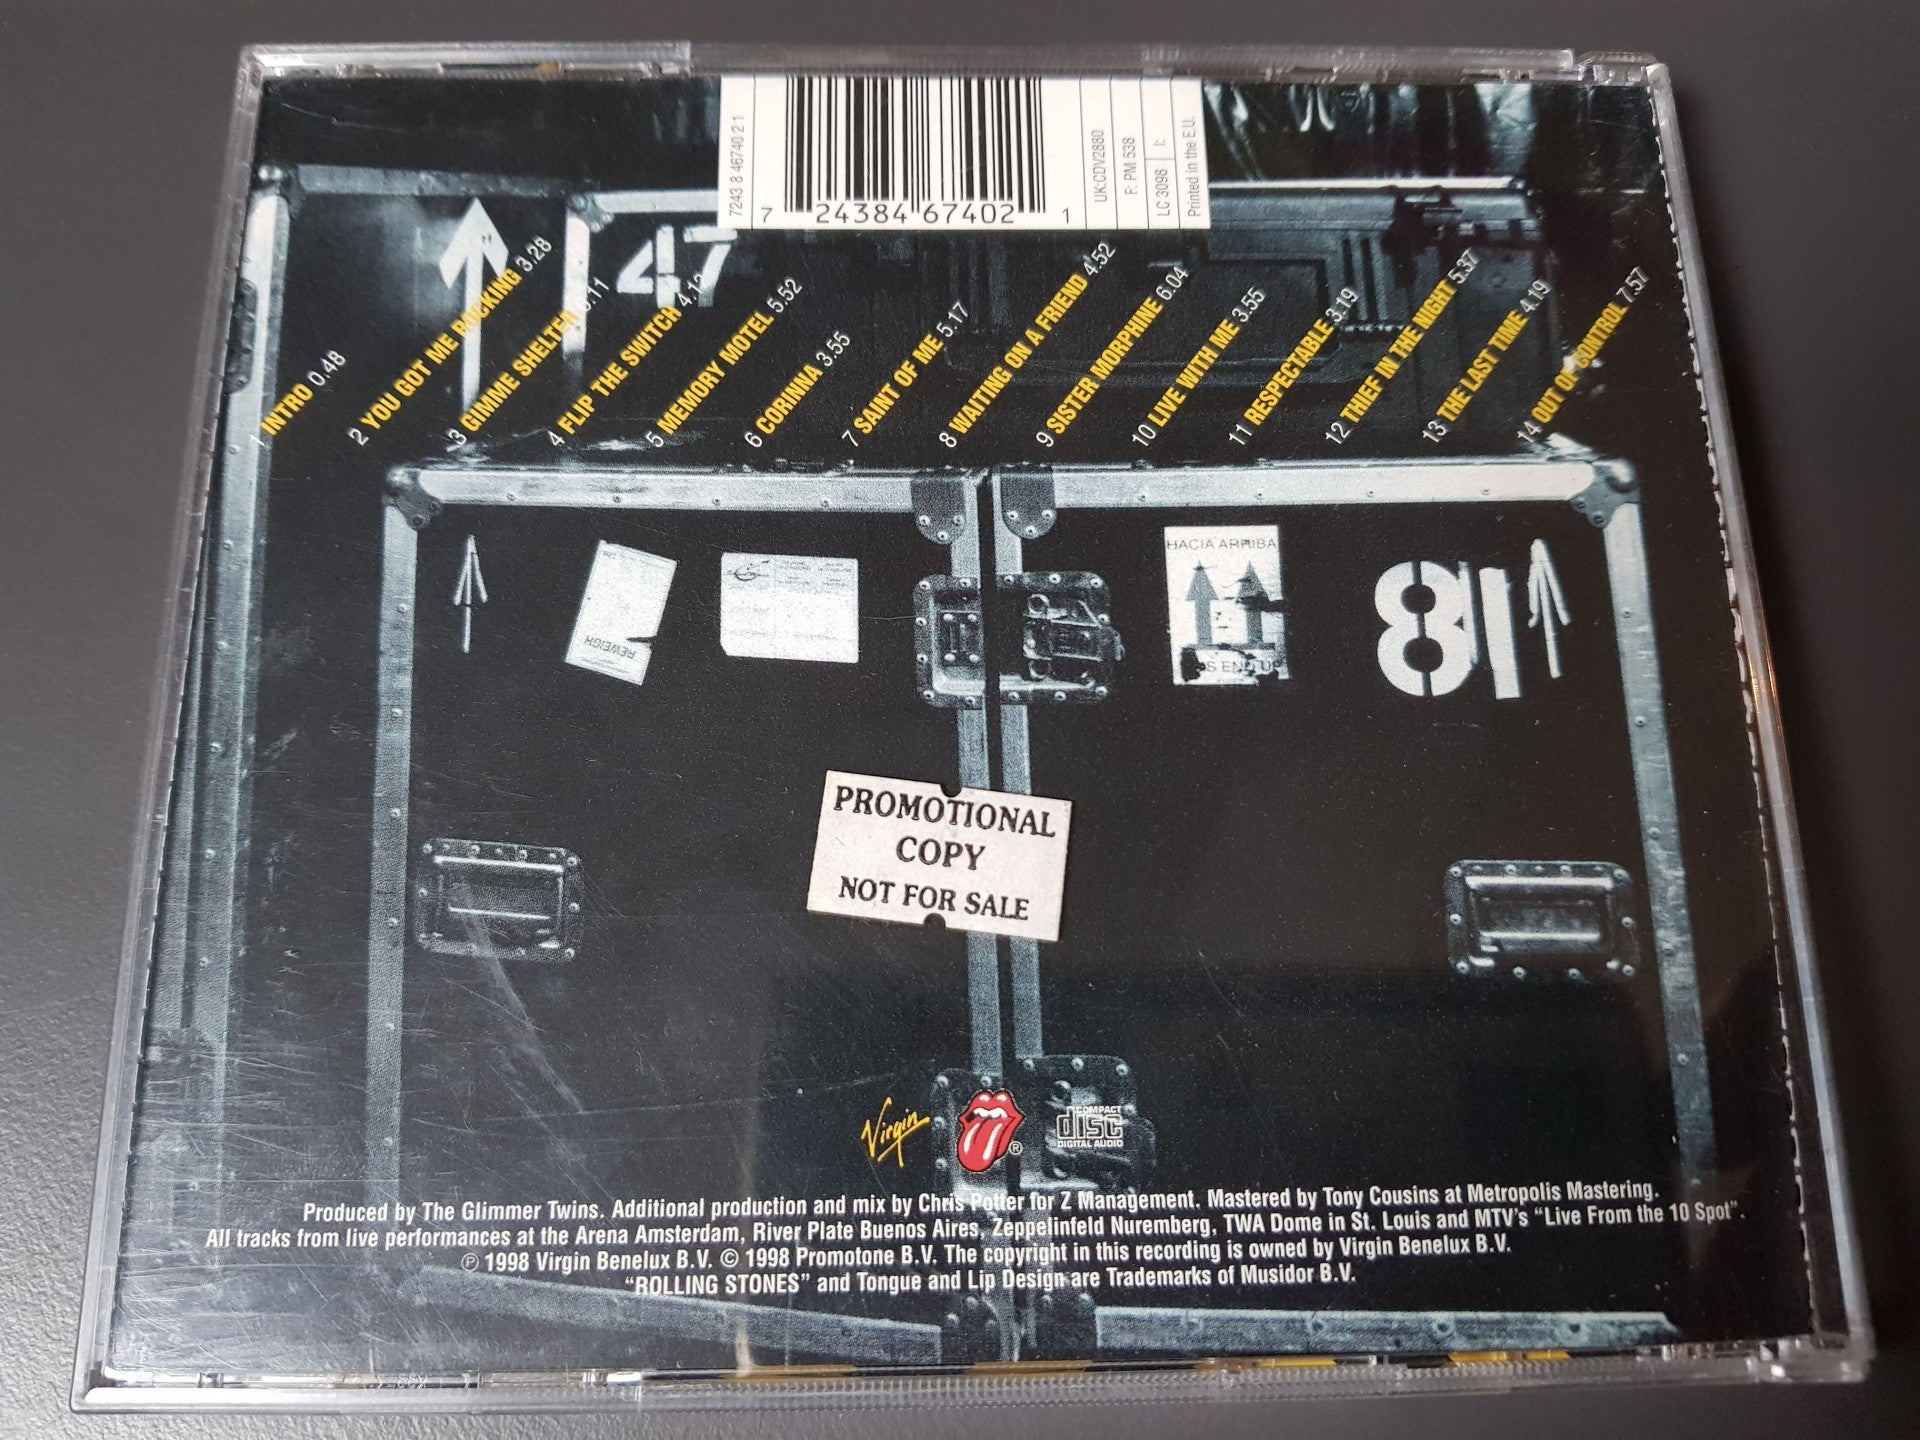 7243 8 46740 2 1
7 24384 67402 1
UK:CDV2880
F: PM 538
LC 3098 I:
Printed in the E.U.
47
1 INTRO 0.48
2 YOU GOT ME ROCKING 3.28
3 GIMME SHELTER
4 FLIP THE SWITCH
5 MEMORY MOTEL 5.52
6 CORINNA 3.55
7 SAINT OF ME 5.17
8 WAITING ON A FRIEND 4.52
9 SISTER MORPHINE 6.04
10 LIVE WITH ME 3.55
11 RESPECTABLE 3.19
12 THIEF IN THE NIGHT 5.37
13 THE LAST TIME 4.19
14 OUT OF CONTROL 7.57
REWEIGH
HACIA ARRIBA
END UP
81
PROMOTIONAL
COPY
NOT FOR SALE
Virgin
®
COMPACT
disc
DIGITAL AUDIO
Produced by The Glimmer Twins. Additional production and mix by Chris Potter for Z Management. Mastered by Tony Cousins at Metropolis Mastering.
All tracks from live performances at the Arena Amsterdam, River Plate Buenos Aires, Zeppelinfeld Nuremberg, TWA Dome in St. Louis and MTV's "Live From the 10 Spot".
℗ 1998 Virgin Benelux B.V. © 1998 Promotone B.V. The copyright in this recording is owned by Virgin Benelux B.V.
"ROLLING STONES" and Tongue and Lip Design are Trademarks of Musidor B.V.